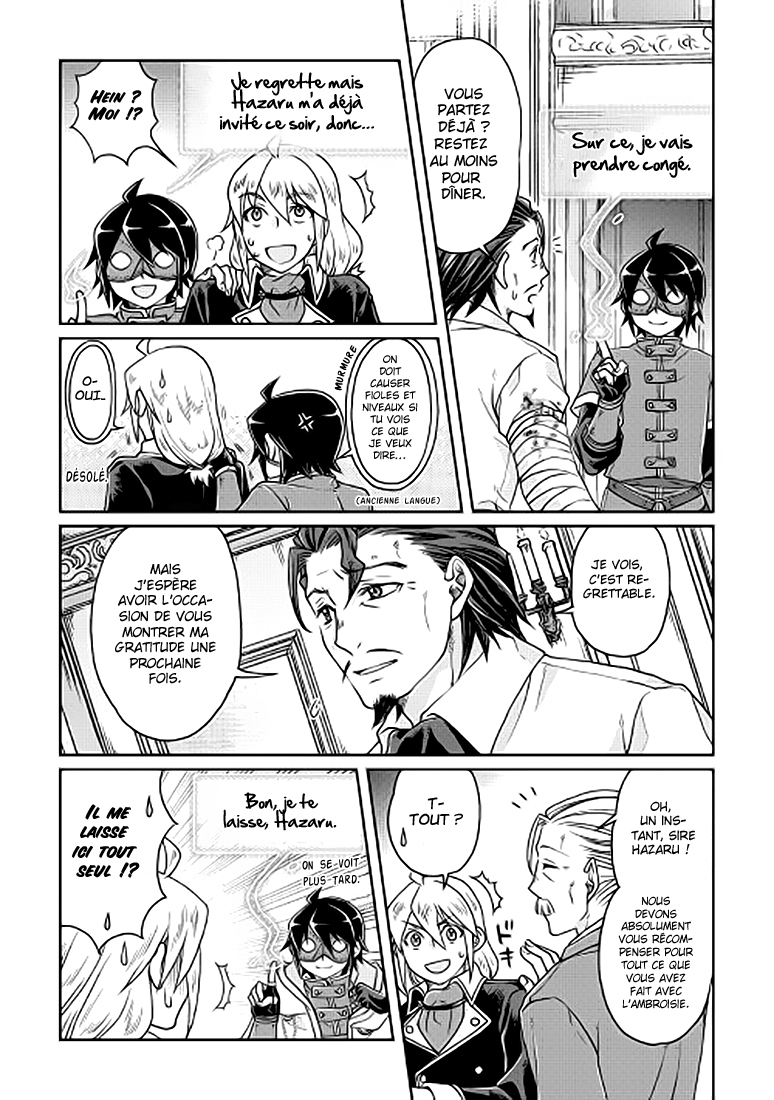 Sur ce, je vais
prendre congé.
VOUS
PARTEZ
DÉJÀ ?
RESTEZ
AU MOINS
POUR
DÎNER.
Je regrette mais
Hazaru m'a déjà
invité ce soir, donc...
HEIN ?
MOI !?
ON
DOIT
CAUSER
FIOLES ET
NIVEAUX SI
TU VOIS
CE QUE
JE VEUX
DIRE...
MURMURE
(ANCIENNE LANGUE)
O-
OUI...
DÉSOLÉ.
JE VOIS,
C'EST RE-
GRETTABLE.
MAIS
J'ESPÈRE
AVOIR L'OCCA-
SION DE VOUS
MONTRER MA
GRATITUDE UNE
PROCHAINE
FOIS.
OH,
UN INS-
TANT, SIRE
HAZARU !
NOUS
DEVONS
ABSOLUMENT
VOUS RÉCOM-
PENSER POUR
TOUT CE QUE
VOUS AVEZ
FAIT AVEC
L'AMBROISIE.
T-
TOUT ?
ドキ
Bon, je te
laisse, Hazaru.
ON SE VOIT
PLUS TARD.
IL ME
LAISSE
ICI TOUT
SEUL !?